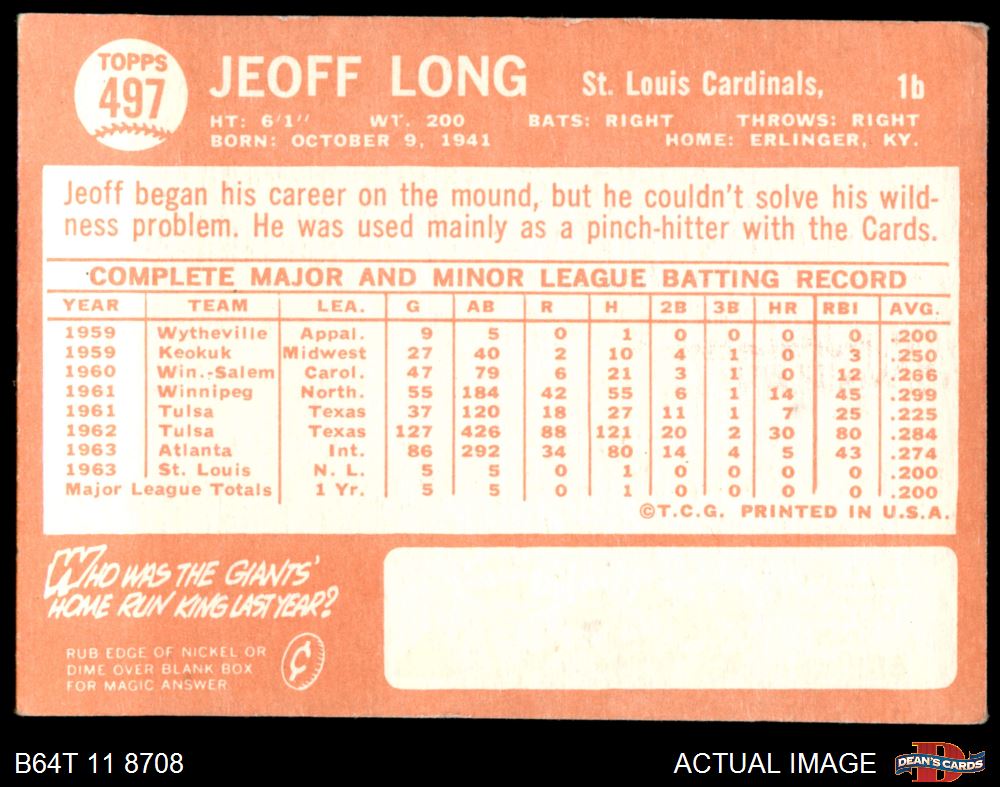 TOPPS
497
JEOFF LONG St. Louis Cardinals, 1b
HT: 6'1'' WT. 200 BATS: RIGHT THROWS: RIGHT
BORN: OCTOBER 9, 1941 HOME: ERLINGER, KY.
Jeoff began his career on the mound, but he couldn't solve his wild-
ness problem. He was used mainly as a pinch-hitter with the Cards.
COMPLETE MAJOR AND MINOR LEAGUE BATTING RECORD
YEAR TEAM LEA. G AB R H 2B 3B HR RBI AVG.
1959 Wytheville Appal. 9 5 0 1 0 0 0 0 .200
1959 Keokuk Midwest 27 40 2 10 4 1 0 3 .250
1960 Win.-Salem Carol. 47 79 6 21 3 1 0 12 .266
1961 Winnipeg North. 55 184 42 55 6 1 14 45 .299
1961 Tulsa Texas 37 120 18 27 11 1 7 25 .225
1962 Tulsa Texas 127 426 88 121 20 2 30 80 .284
1963 Atlanta Int. 86 292 34 80 14 4 5 43 .274
1963 St. Louis N. L. 5 5 0 1 0 0 0 0 .200
Major League Totals 1 Yr. 5 5 0 1 0 0 0 0 .200
©T.C.G. PRINTED IN U.S.A.
WHO WAS THE GIANTS'
HOME RUN KING LAST YEAR?
RUB EDGE OF NICKEL OR
DIME OVER BLANK BOX
FOR MAGIC ANSWER
¢
B64T 11 8708 ACTUAL IMAGE
D
DEAN'S CARDS